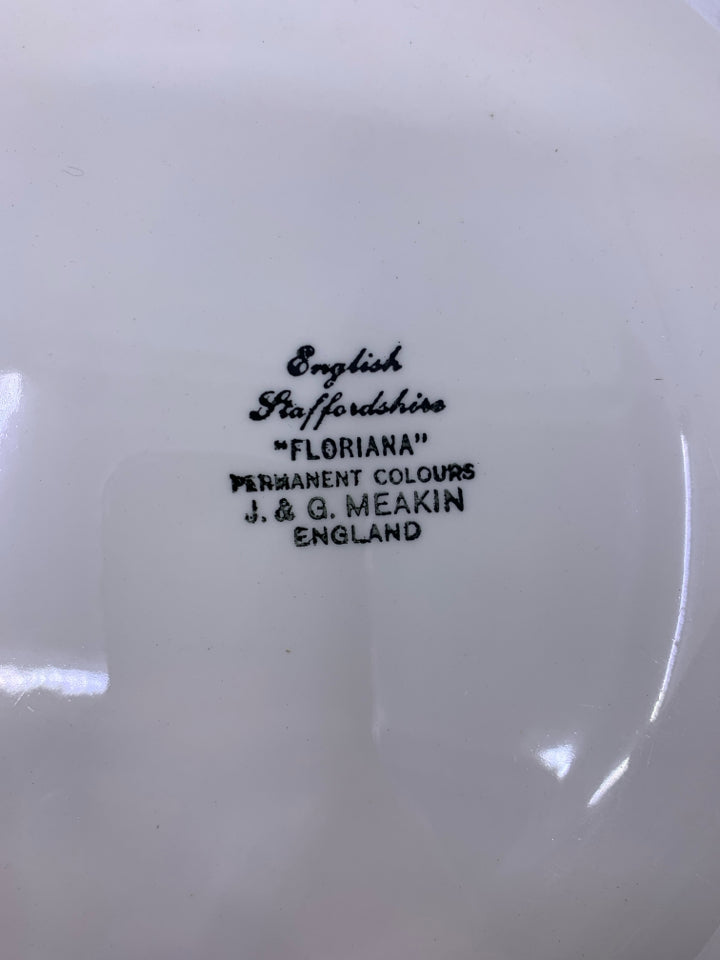 English
Staffordshire
"FLORIANA"
PERMANENT COLOURS
J. & G. MEAKIN
ENGLAND